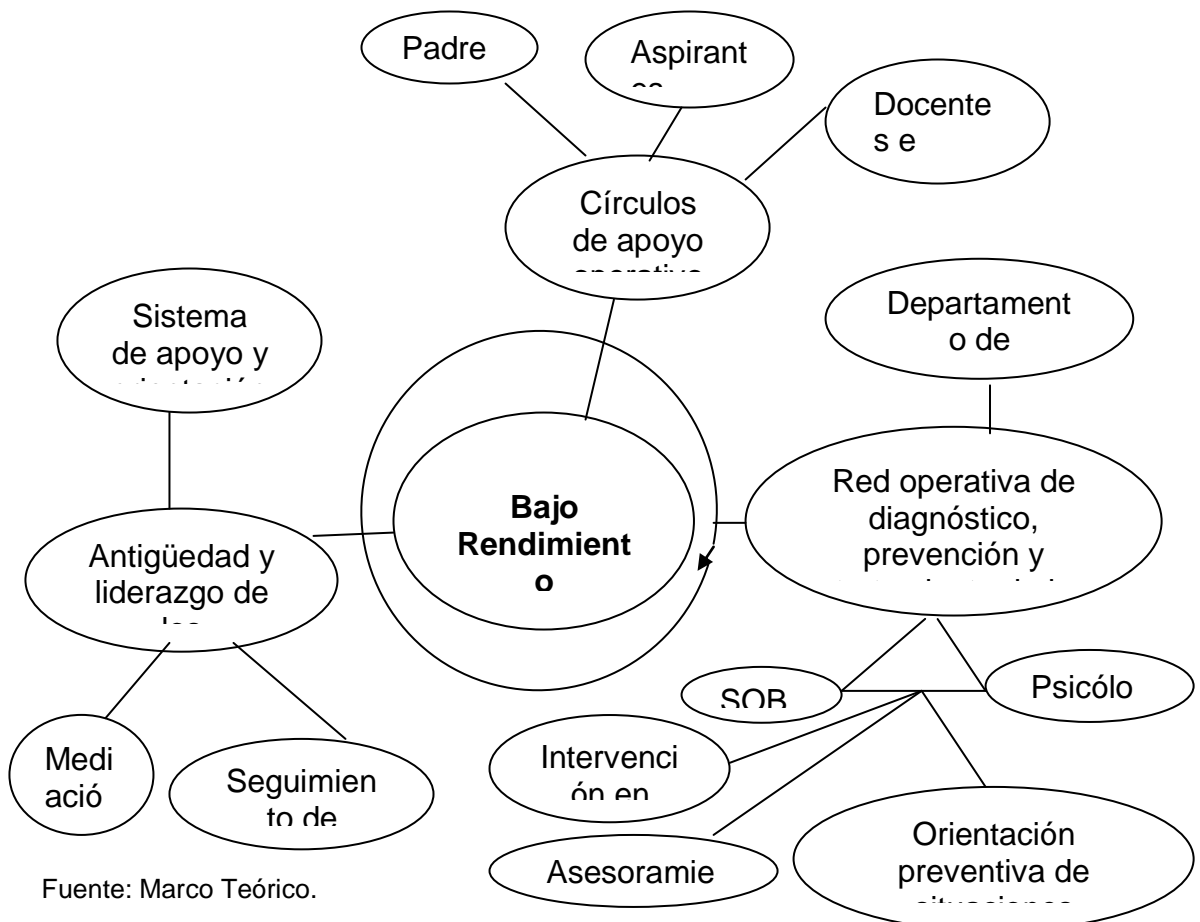 Padre
Aspirant
Docente
s e
Círculos
de apoyo
Sistema
de apoyo y
Departament
o de
Bajo
Rendimient
o
Red operativa de
diagnóstico,
prevención y
Antigüedad y
liderazgo de
SOB
Psicólo
Medi
ació
Seguimien
to de
Intervenci
ón en
Asesoramie
Orientación
preventiva de
Fuente: Marco Teórico.